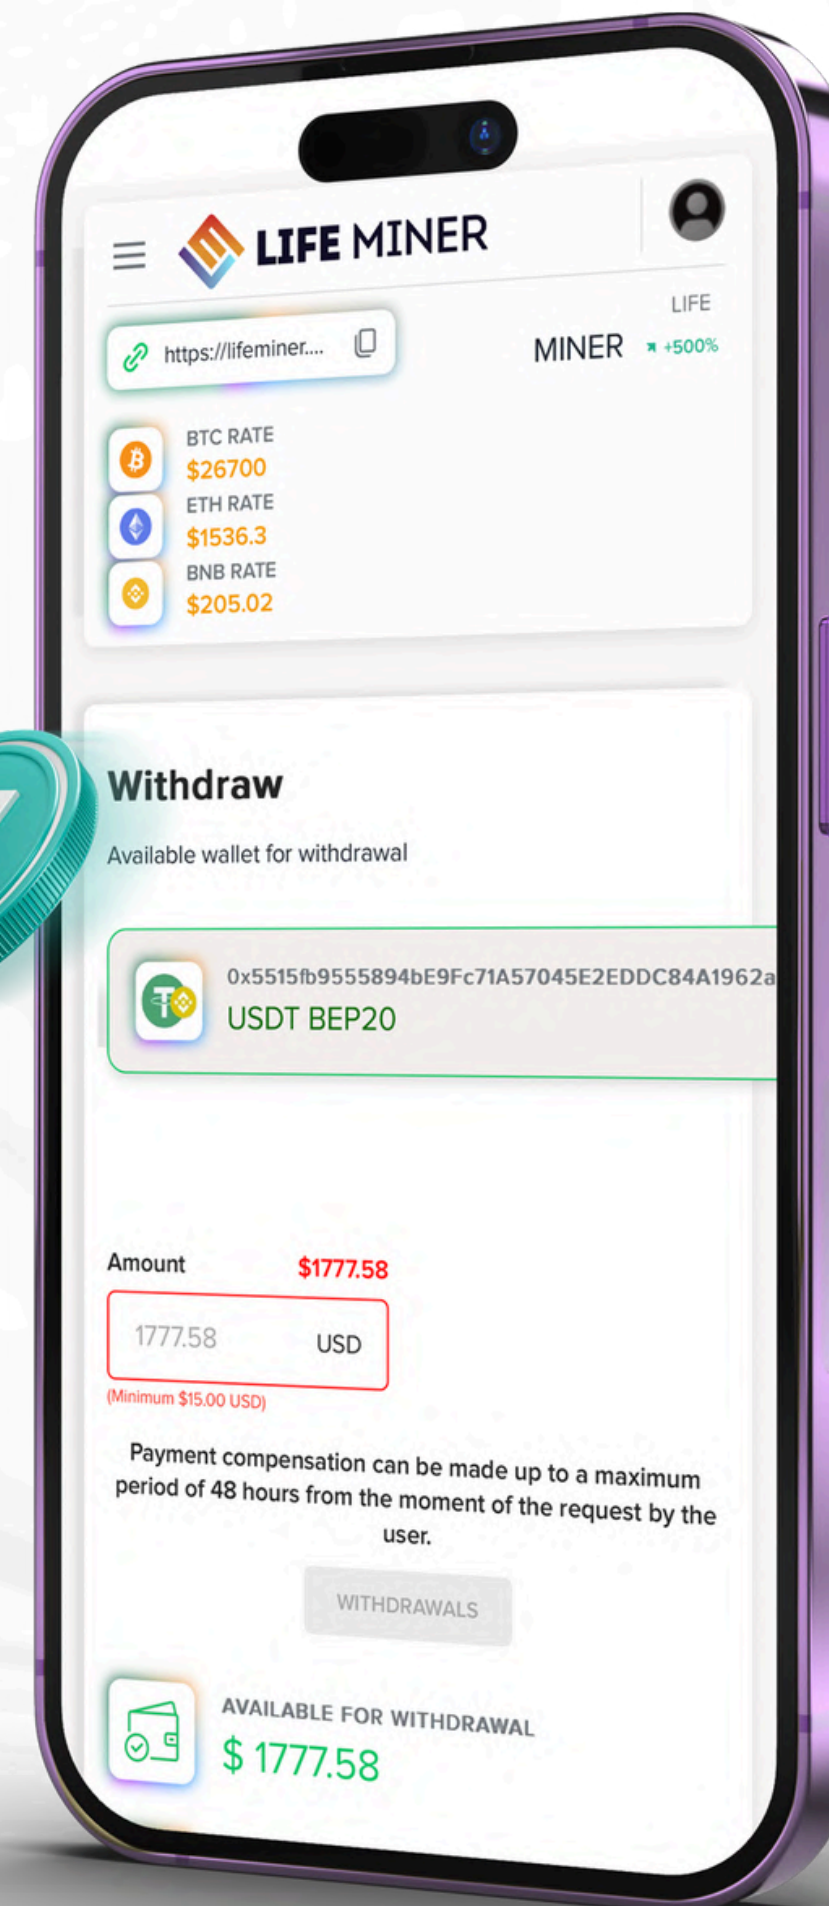 LIFE MINER
https://lifeminer....
LIFE
MINER +500%
BTC RATE
$26700
ETH RATE
$1536.3
BNB RATE
$205.02
Withdraw
Available wallet for withdrawal
0x5515fb9555894bE9Fc71A57045E2EDDC84A1962a
USDT BEP20
Amount $1777.58
1777.58 USD
(Minimum $15.00 USD)
Payment compensation can be made up to a maximum
period of 48 hours from the moment of the request by the
user.
WITHDRAWALS
AVAILABLE FOR WITHDRAWAL
$ 1777.58